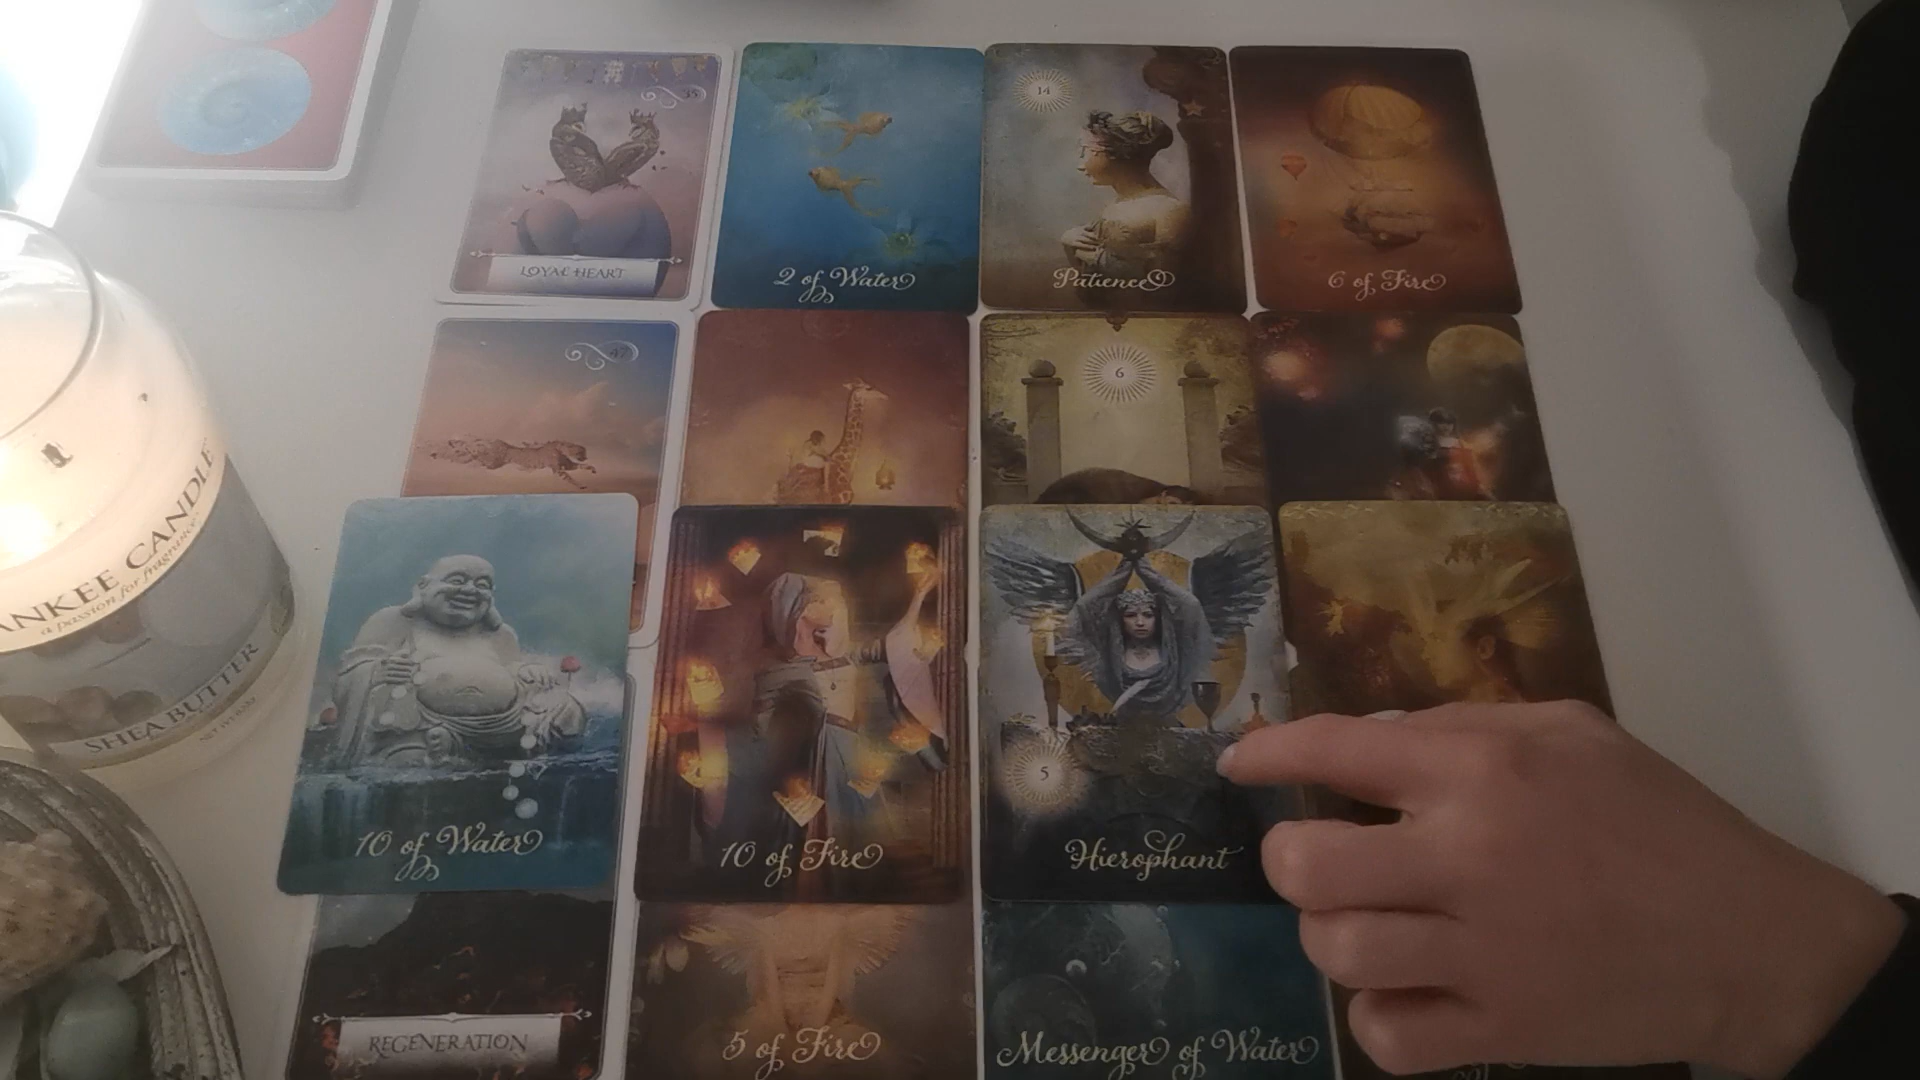 35
LOYAL HEART
2 of Water
14
Patience
6 of Fire
47
6
YANKEE CANDLE
a passion for fragrance
SHEA BUTTER
10 of Water
10 of Fire
5
Hierophant
REGENERATION
5 of Fire
Messenger of Water